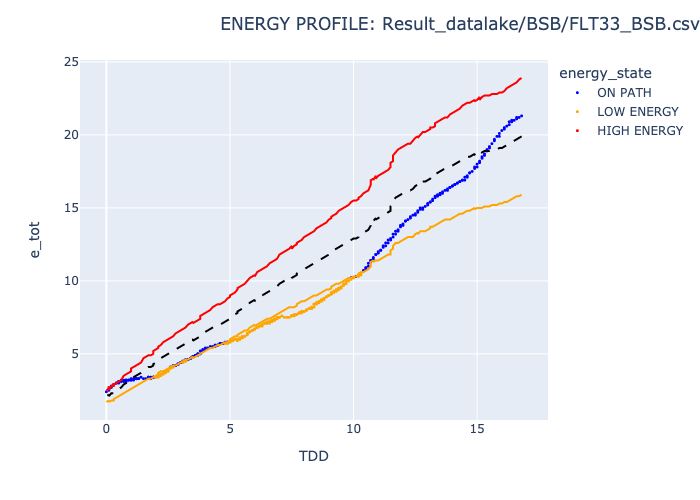 ENERGY PROFILE: Result_datalake/BSB/FLT33_BSB.csv
energy_state
ON PATH
LOW ENERGY
HIGH ENERGY
e_tot
25
20
15
10
5
0
5
10
15
TDD